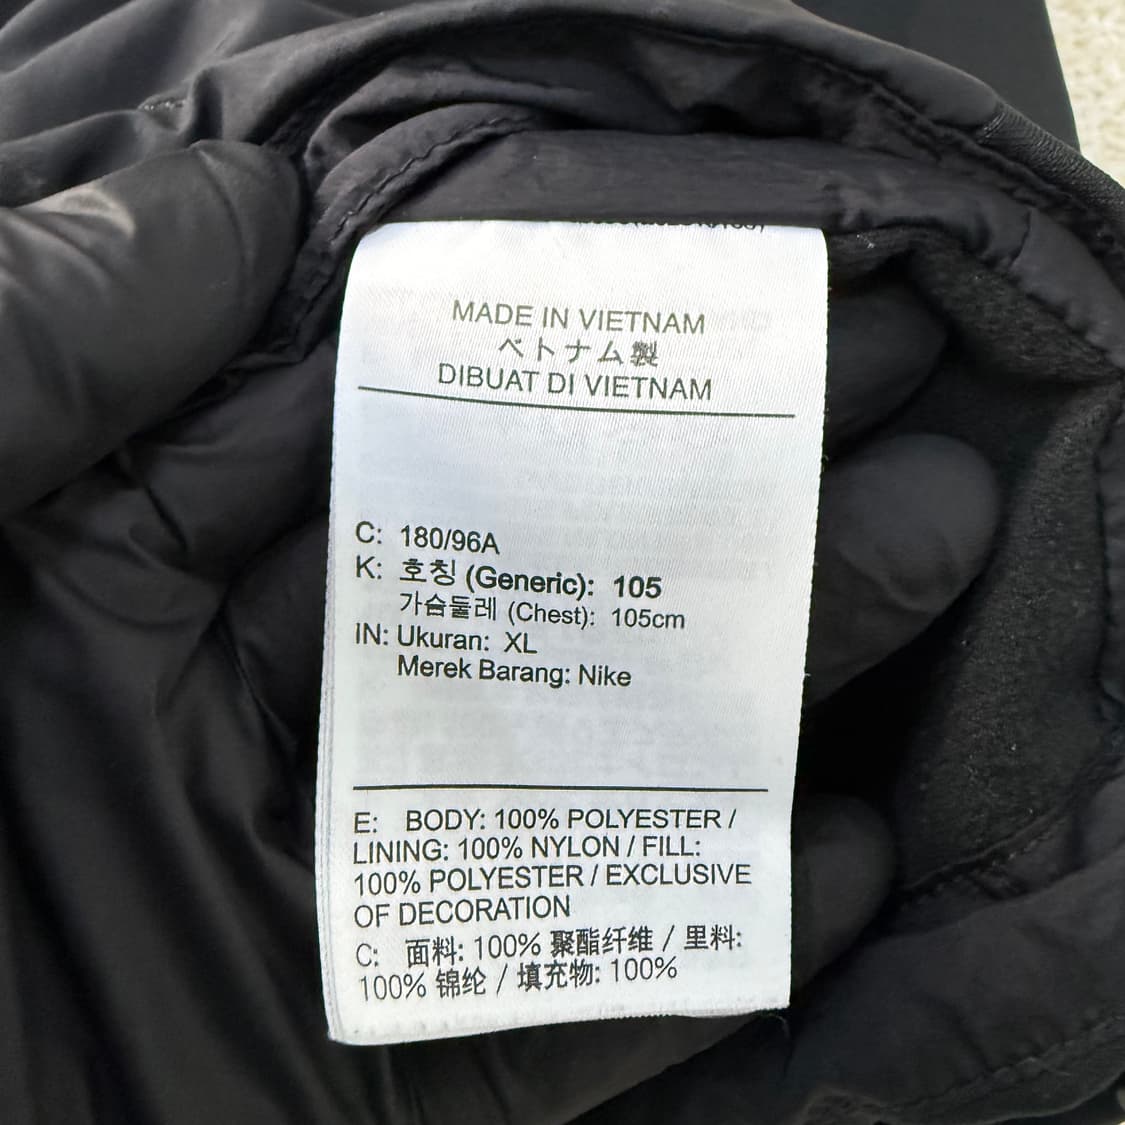 MADE IN VIETNAM
ベトナム製
DIBUAT DI VIETNAM
C: 180/96A
K: 호칭 (Generic): 105
가슴둘레 (Chest): 105cm
IN: Ukuran: XL
Merek Barang: Nike
E: BODY: 100% POLYESTER /
LINING: 100% NYLON / FILL:
100% POLYESTER / EXCLUSIVE
OF DECORATION
C: 面料: 100% 聚酯纤维 / 里料:
100% 锦纶 / 填充物: 100%